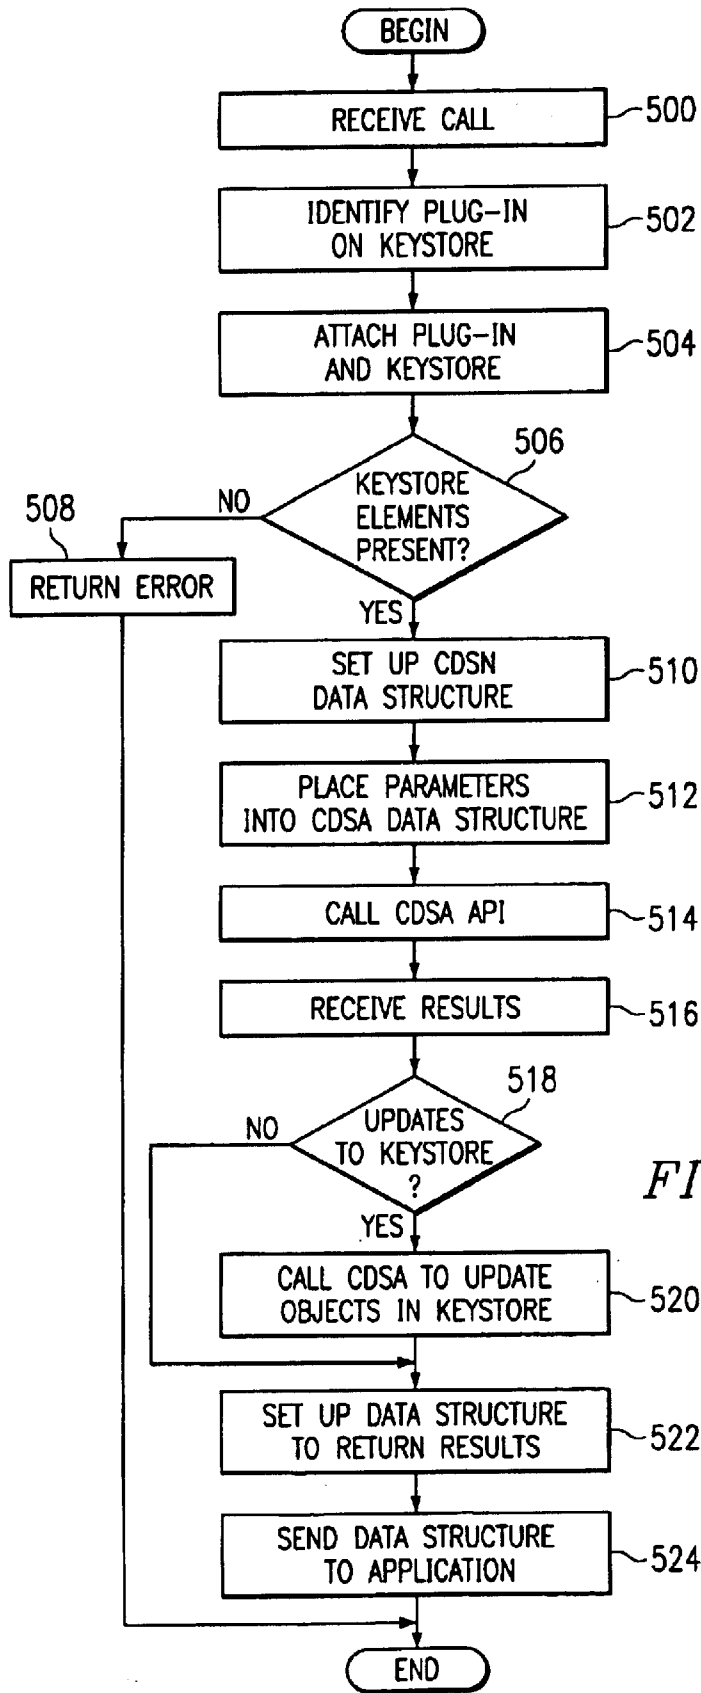 BEGIN
RECEIVE CALL
500
IDENTIFY PLUG-IN
ON KEYSTORE
502
ATTACH PLUG-IN
AND KEYSTORE
504
506
KEYSTORE
ELEMENTS
PRESENT?
NO
508
RETURN ERROR
YES
SET UP CDSN
DATA STRUCTURE
510
PLACE PARAMETERS
INTO CDSA DATA STRUCTURE
512
CALL CDSA API
514
RECEIVE RESULTS
516
518
UPDATES
TO KEYSTORE
?
NO
FI
YES
CALL CDSA TO UPDATE
OBJECTS IN KEYSTORE
520
SET UP DATA STRUCTURE
TO RETURN RESULTS
522
SEND DATA STRUCTURE
TO APPLICATION
524
END